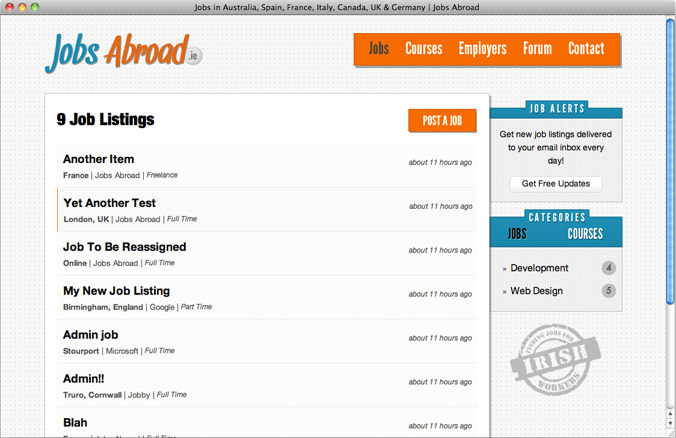 Jobs in Australia, Spain, France, Italy, Canada, UK & Germany | Jobs Abroad
Jobs Abroad.ie
Jobs Courses Employers Forum Contact
9 Job Listings
POST A JOB
Another Item
France | Jobs Abroad | Freelance
about 11 hours ago
Yet Another Test
London, UK | Jobs Abroad | Full Time
about 11 hours ago
Job To Be Reassigned
Online | Jobs Abroad | Full Time
about 11 hours ago
My New Job Listing
Birmingham, England | Google | Part Time
about 11 hours ago
Admin job
Stourport | Microsoft | Full Time
about 11 hours ago
Admin!!
Truro, Cornwall | Jobby | Full Time
about 11 hours ago
Blah
about 11 hours ago
JOB ALERTS
Get new job listings delivered
to your email inbox every
day!
Get Free Updates
CATEGORIES
JOBS COURSES
» Development 4
» Web Design 5
FINDING JOBS FOR
IRISH
WORKERS